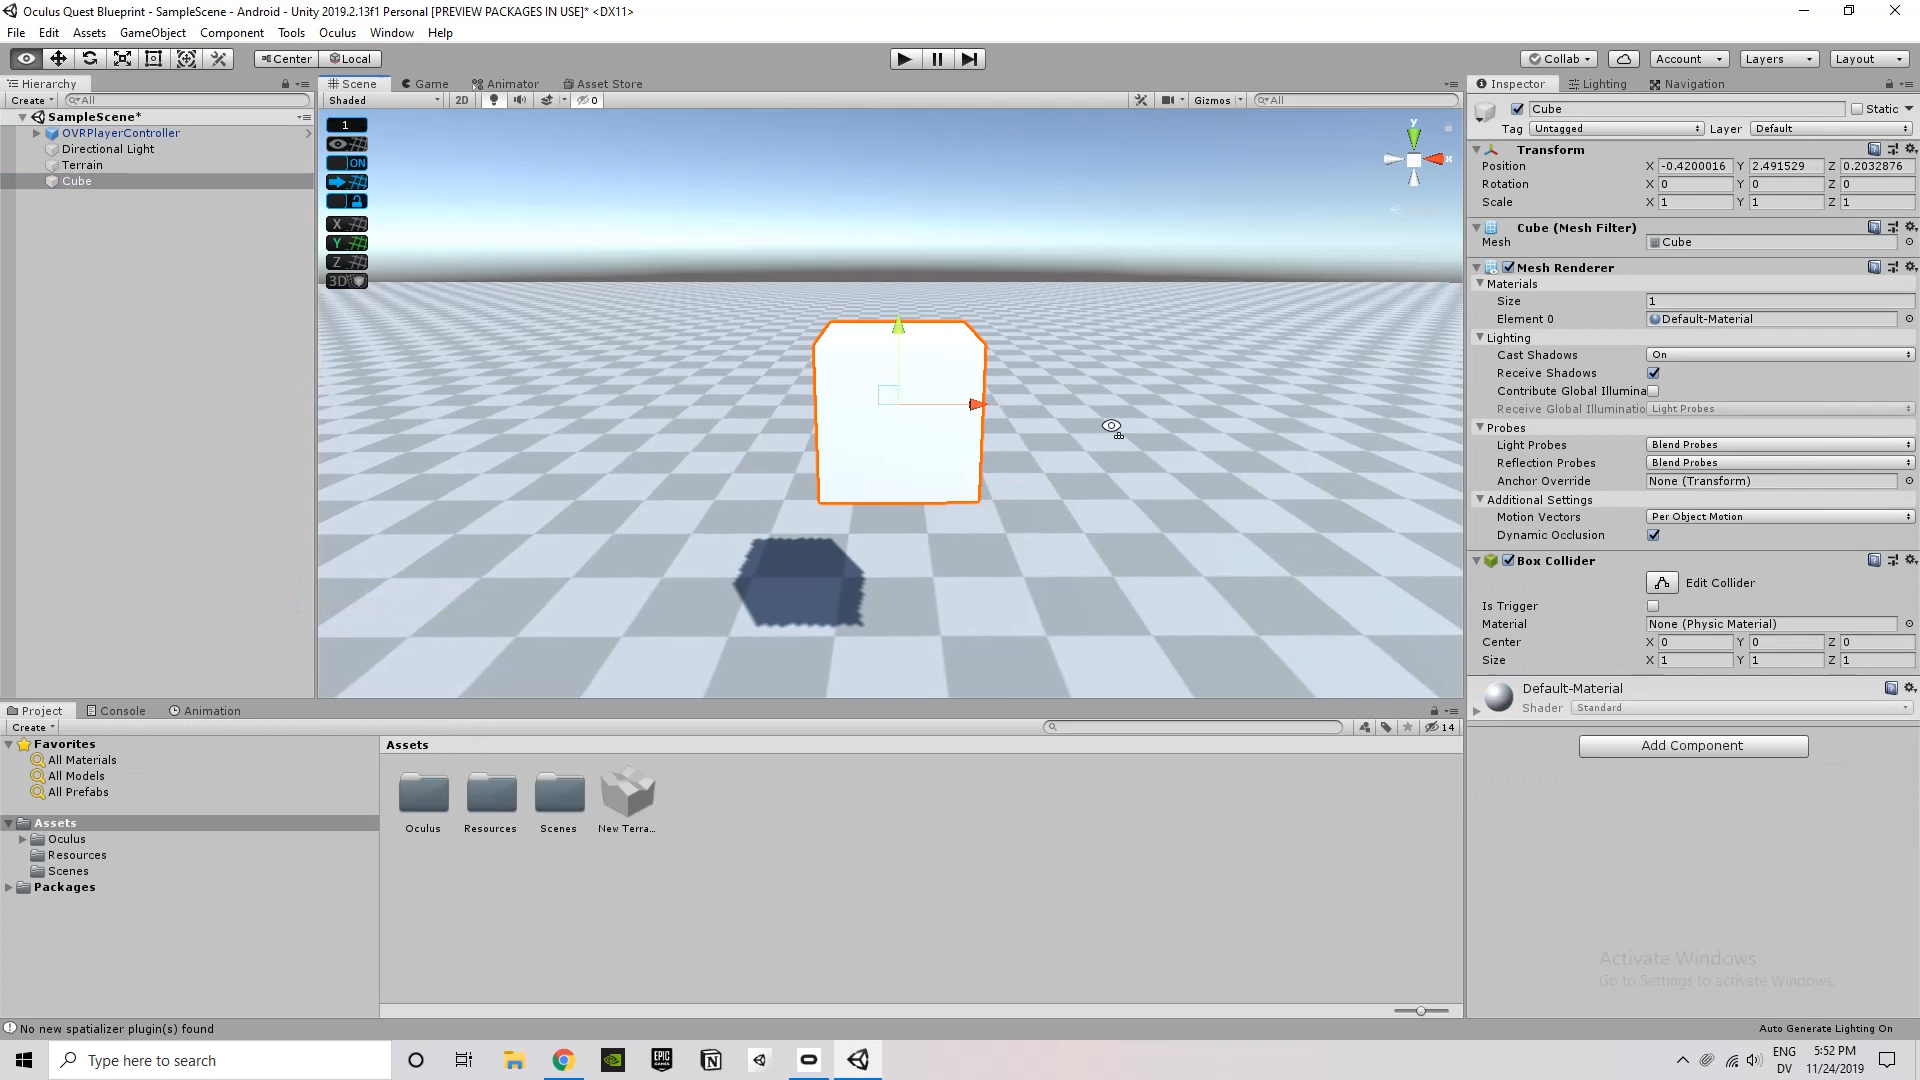 Oculus Quest Blueprint - SampleScene - Android - Unity 2019.2.13f1 Personal [PREVIEW PACKAGES IN USE]* <DX11>
File Edit Assets GameObject Component Tools Oculus Window Help
Center Local Collab Account Layers Layout
Hierarchy
Create All
SampleScene*
OVRPlayerController
Directional Light
Terrain
Cube
Scene Game Animator Asset Store
Shaded 2D 0 Gizmos All
1
ON
X
Y
Z
3D
y
x
Inspector Lighting Navigation
Cube Static
Tag Untagged Layer Default
Transform
Position X -0.4200016 Y 2.491529 Z 0.2032876
Rotation X 0 Y 0 Z 0
Scale X 1 Y 1 Z 1
Cube (Mesh Filter)
Mesh Cube
Mesh Renderer
Materials
Size 1
Element 0 Default-Material
Lighting
Cast Shadows On
Receive Shadows
Contribute Global Illumina
Receive Global Illuminatio Light Probes
Probes
Light Probes Blend Probes
Reflection Probes Blend Probes
Anchor Override None (Transform)
Additional Settings
Motion Vectors Per Object Motion
Dynamic Occlusion
Box Collider
Edit Collider
Is Trigger
Material None (Physic Material)
Center X 0 Y 0 Z 0
Size X 1 Y 1 Z 1
Default-Material
Shader Standard
Add Component
Project Console Animation
Create 14
Favorites
All Materials
All Models
All Prefabs
Assets
Oculus
Resources
Scenes
Packages
Assets
Oculus Resources Scenes New Terra...
Activate Windows
Go to Settings to activate Windows.
No new spatializer plugin(s) found
Auto Generate Lighting On
Type here to search
EPIC GAMES
N
ENG
DV
5:52 PM
11/24/2019